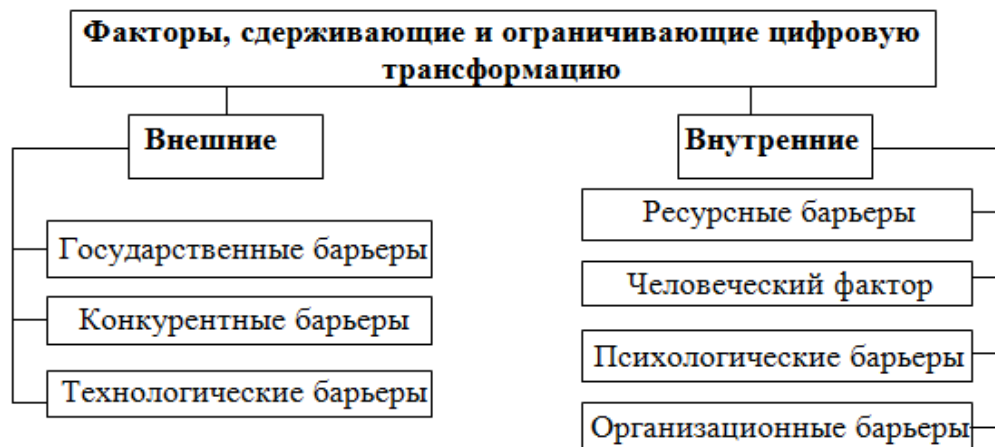 Факторы, сдерживающие и ограничивающие цифровую
трансформацию
Внешние
Государственные барьеры
Конкурентные барьеры
Технологические барьеры
Внутренние
Ресурсные барьеры
Человеческий фактор
Психологические барьеры
Организационные барьеры